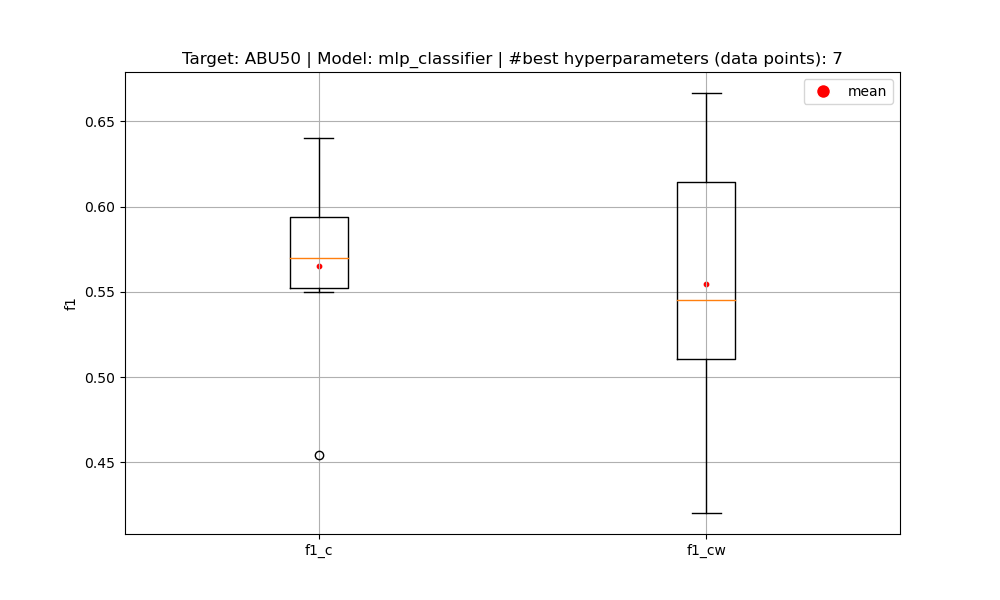 Target: ABU50 | Model: mlp_classifier | #best hyperparameters (data points): 7
mean
0.65
0.60
0.55
0.50
0.45
f1
f1_c
f1_cw